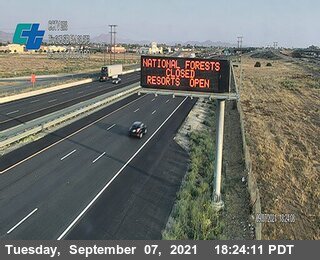 NATIONAL FORESTS
CLOSED
RESORTS OPEN
Tuesday, September 07, 2021 18:24:11 PDT